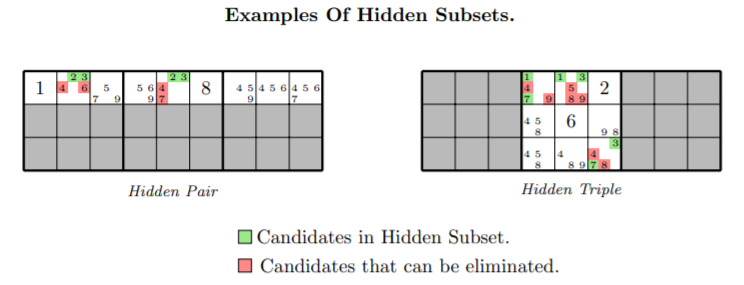 Examples Of Hidden Subsets.
2 3 2 3 1 1 3
1 4 6 5 5 6 4 8 4 5 4 5 6 4 5 6 4 5 2
7 9 9 7 9 7 7 9 8 9
4 5 6
8 9 8
3
4 5 4 4
8 8 9 7 8
Hidden Pair Hidden Triple
Candidates in Hidden Subset.
Candidates that can be eliminated.